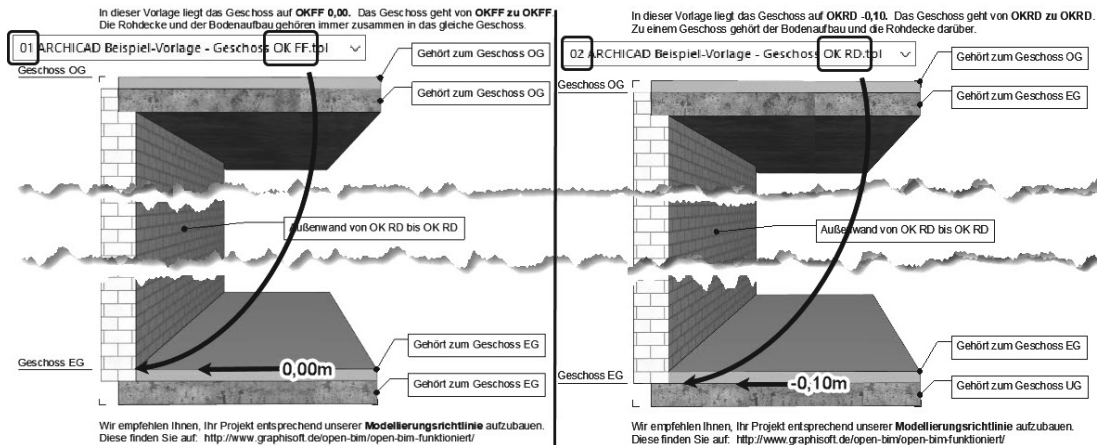 In dieser Vorlage liegt das Geschoss auf OKFF 0,00. Das Geschoss geht von OKFF zu OKFF.
Die Rohdecke und der Bodenaufbau gehören immer zusammen in das gleiche Geschoss.
01 ARCHICAD Beispiel-Vorlage - Geschoss OK FF.tpl
Gehört zum Geschoss OG
Geschoss OG
Gehört zum Geschoss OG
Außenwand von OK RD bis OK RD
Gehört zum Geschoss EG
Geschoss EG
0,00m
Gehört zum Geschoss EG
Wir empfehlen Ihnen, Ihr Projekt entsprechend unserer Modellierungsrichtlinie aufzubauen.
Diese finden Sie auf: http://www.graphisoft.de/open-bim/open-bim-funktioniert/
In dieser Vorlage liegt das Geschoss auf OKRD -0,10. Das Geschoss geht von OKRD zu OKRD.
Zu einem Geschoss gehört der Bodenaufbau und die Rohdecke darüber.
02 ARCHICAD Beispiel-Vorlage - Geschoss OK RD.tpl
Gehört zum Geschoss OG
Geschoss OG
Gehört zum Geschoss EG
Außenwand von OK RD bis OK RD
Gehört zum Geschoss EG
Geschoss EG
-0,10m
Gehört zum Geschoss UG
Wir empfehlen Ihnen, Ihr Projekt entsprechend unserer Modellierungsrichtlinie aufzubauen.
Diese finden Sie auf: http://www.graphisoft.de/open-bim/open-bim-funktioniert/